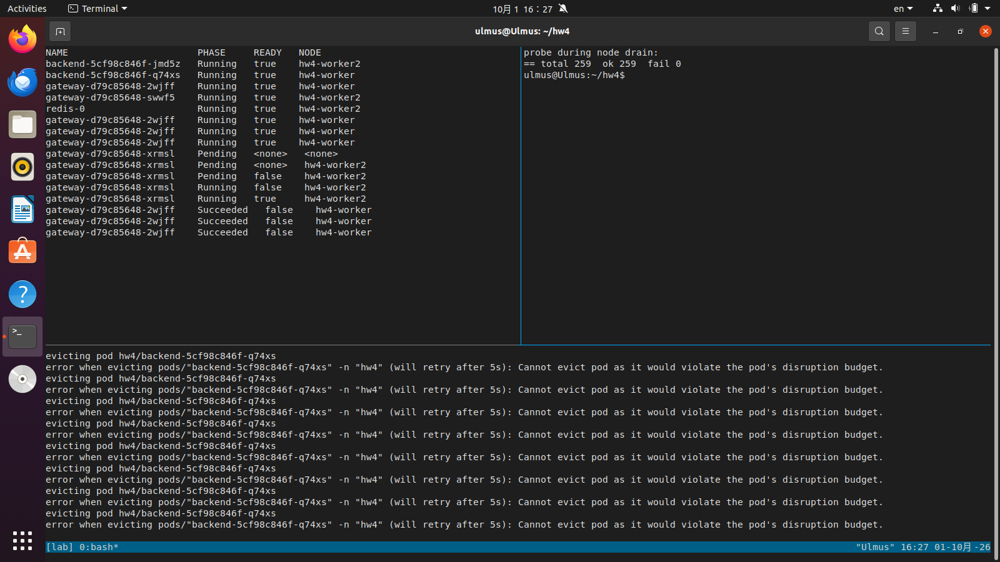 Activities Terminal 10月 1 16：27 en
ulmus@Ulmus: ~/hw4
NAME PHASE READY NODE
backend-5cf98c846f-jmd5z Running true hw4-worker2
backend-5cf98c846f-q74xs Running true hw4-worker
gateway-d79c85648-2wjff Running true hw4-worker
gateway-d79c85648-swwf5 Running true hw4-worker2
redis-0 Running true hw4-worker2
gateway-d79c85648-2wjff Running true hw4-worker
gateway-d79c85648-2wjff Running true hw4-worker
gateway-d79c85648-2wjff Running true hw4-worker
gateway-d79c85648-xrmsl Pending <none> <none>
gateway-d79c85648-xrmsl Pending <none> hw4-worker2
gateway-d79c85648-xrmsl Pending false hw4-worker2
gateway-d79c85648-xrmsl Running false hw4-worker2
gateway-d79c85648-xrmsl Running true hw4-worker2
gateway-d79c85648-2wjff Succeeded false hw4-worker
gateway-d79c85648-2wjff Succeeded false hw4-worker
gateway-d79c85648-2wjff Succeeded false hw4-worker
probe during node drain:
== total 259 ok 259 fail 0
ulmus@Ulmus:~/hw4$
evicting pod hw4/backend-5cf98c846f-q74xs
error when evicting pods/"backend-5cf98c846f-q74xs" -n "hw4" (will retry after 5s): Cannot evict pod as it would violate the pod's disruption budget.
evicting pod hw4/backend-5cf98c846f-q74xs
error when evicting pods/"backend-5cf98c846f-q74xs" -n "hw4" (will retry after 5s): Cannot evict pod as it would violate the pod's disruption budget.
evicting pod hw4/backend-5cf98c846f-q74xs
error when evicting pods/"backend-5cf98c846f-q74xs" -n "hw4" (will retry after 5s): Cannot evict pod as it would violate the pod's disruption budget.
evicting pod hw4/backend-5cf98c846f-q74xs
error when evicting pods/"backend-5cf98c846f-q74xs" -n "hw4" (will retry after 5s): Cannot evict pod as it would violate the pod's disruption budget.
evicting pod hw4/backend-5cf98c846f-q74xs
error when evicting pods/"backend-5cf98c846f-q74xs" -n "hw4" (will retry after 5s): Cannot evict pod as it would violate the pod's disruption budget.
evicting pod hw4/backend-5cf98c846f-q74xs
error when evicting pods/"backend-5cf98c846f-q74xs" -n "hw4" (will retry after 5s): Cannot evict pod as it would violate the pod's disruption budget.
evicting pod hw4/backend-5cf98c846f-q74xs
error when evicting pods/"backend-5cf98c846f-q74xs" -n "hw4" (will retry after 5s): Cannot evict pod as it would violate the pod's disruption budget.
evicting pod hw4/backend-5cf98c846f-q74xs
error when evicting pods/"backend-5cf98c846f-q74xs" -n "hw4" (will retry after 5s): Cannot evict pod as it would violate the pod's disruption budget.
[lab] 0:bash* "Ulmus" 16:27 01-10月-26